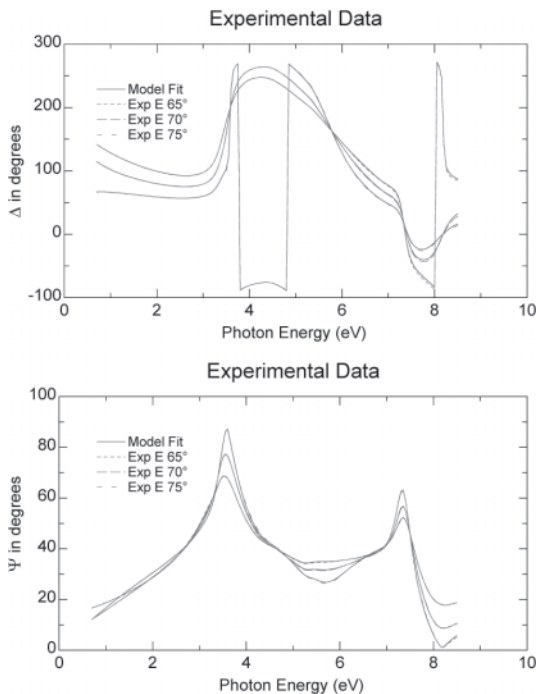 Experimental Data
300
200
100
0
-100
Δ in degrees
Model Fit
Exp E 65°
Exp E 70°
Exp E 75°
0 2 4 6 8 10
Photon Energy (eV)
Experimental Data
100
80
60
40
20
0
Ψ in degrees
Model Fit
Exp E 65°
Exp E 70°
Exp E 75°
0 2 4 6 8 10
Photon Energy (eV)